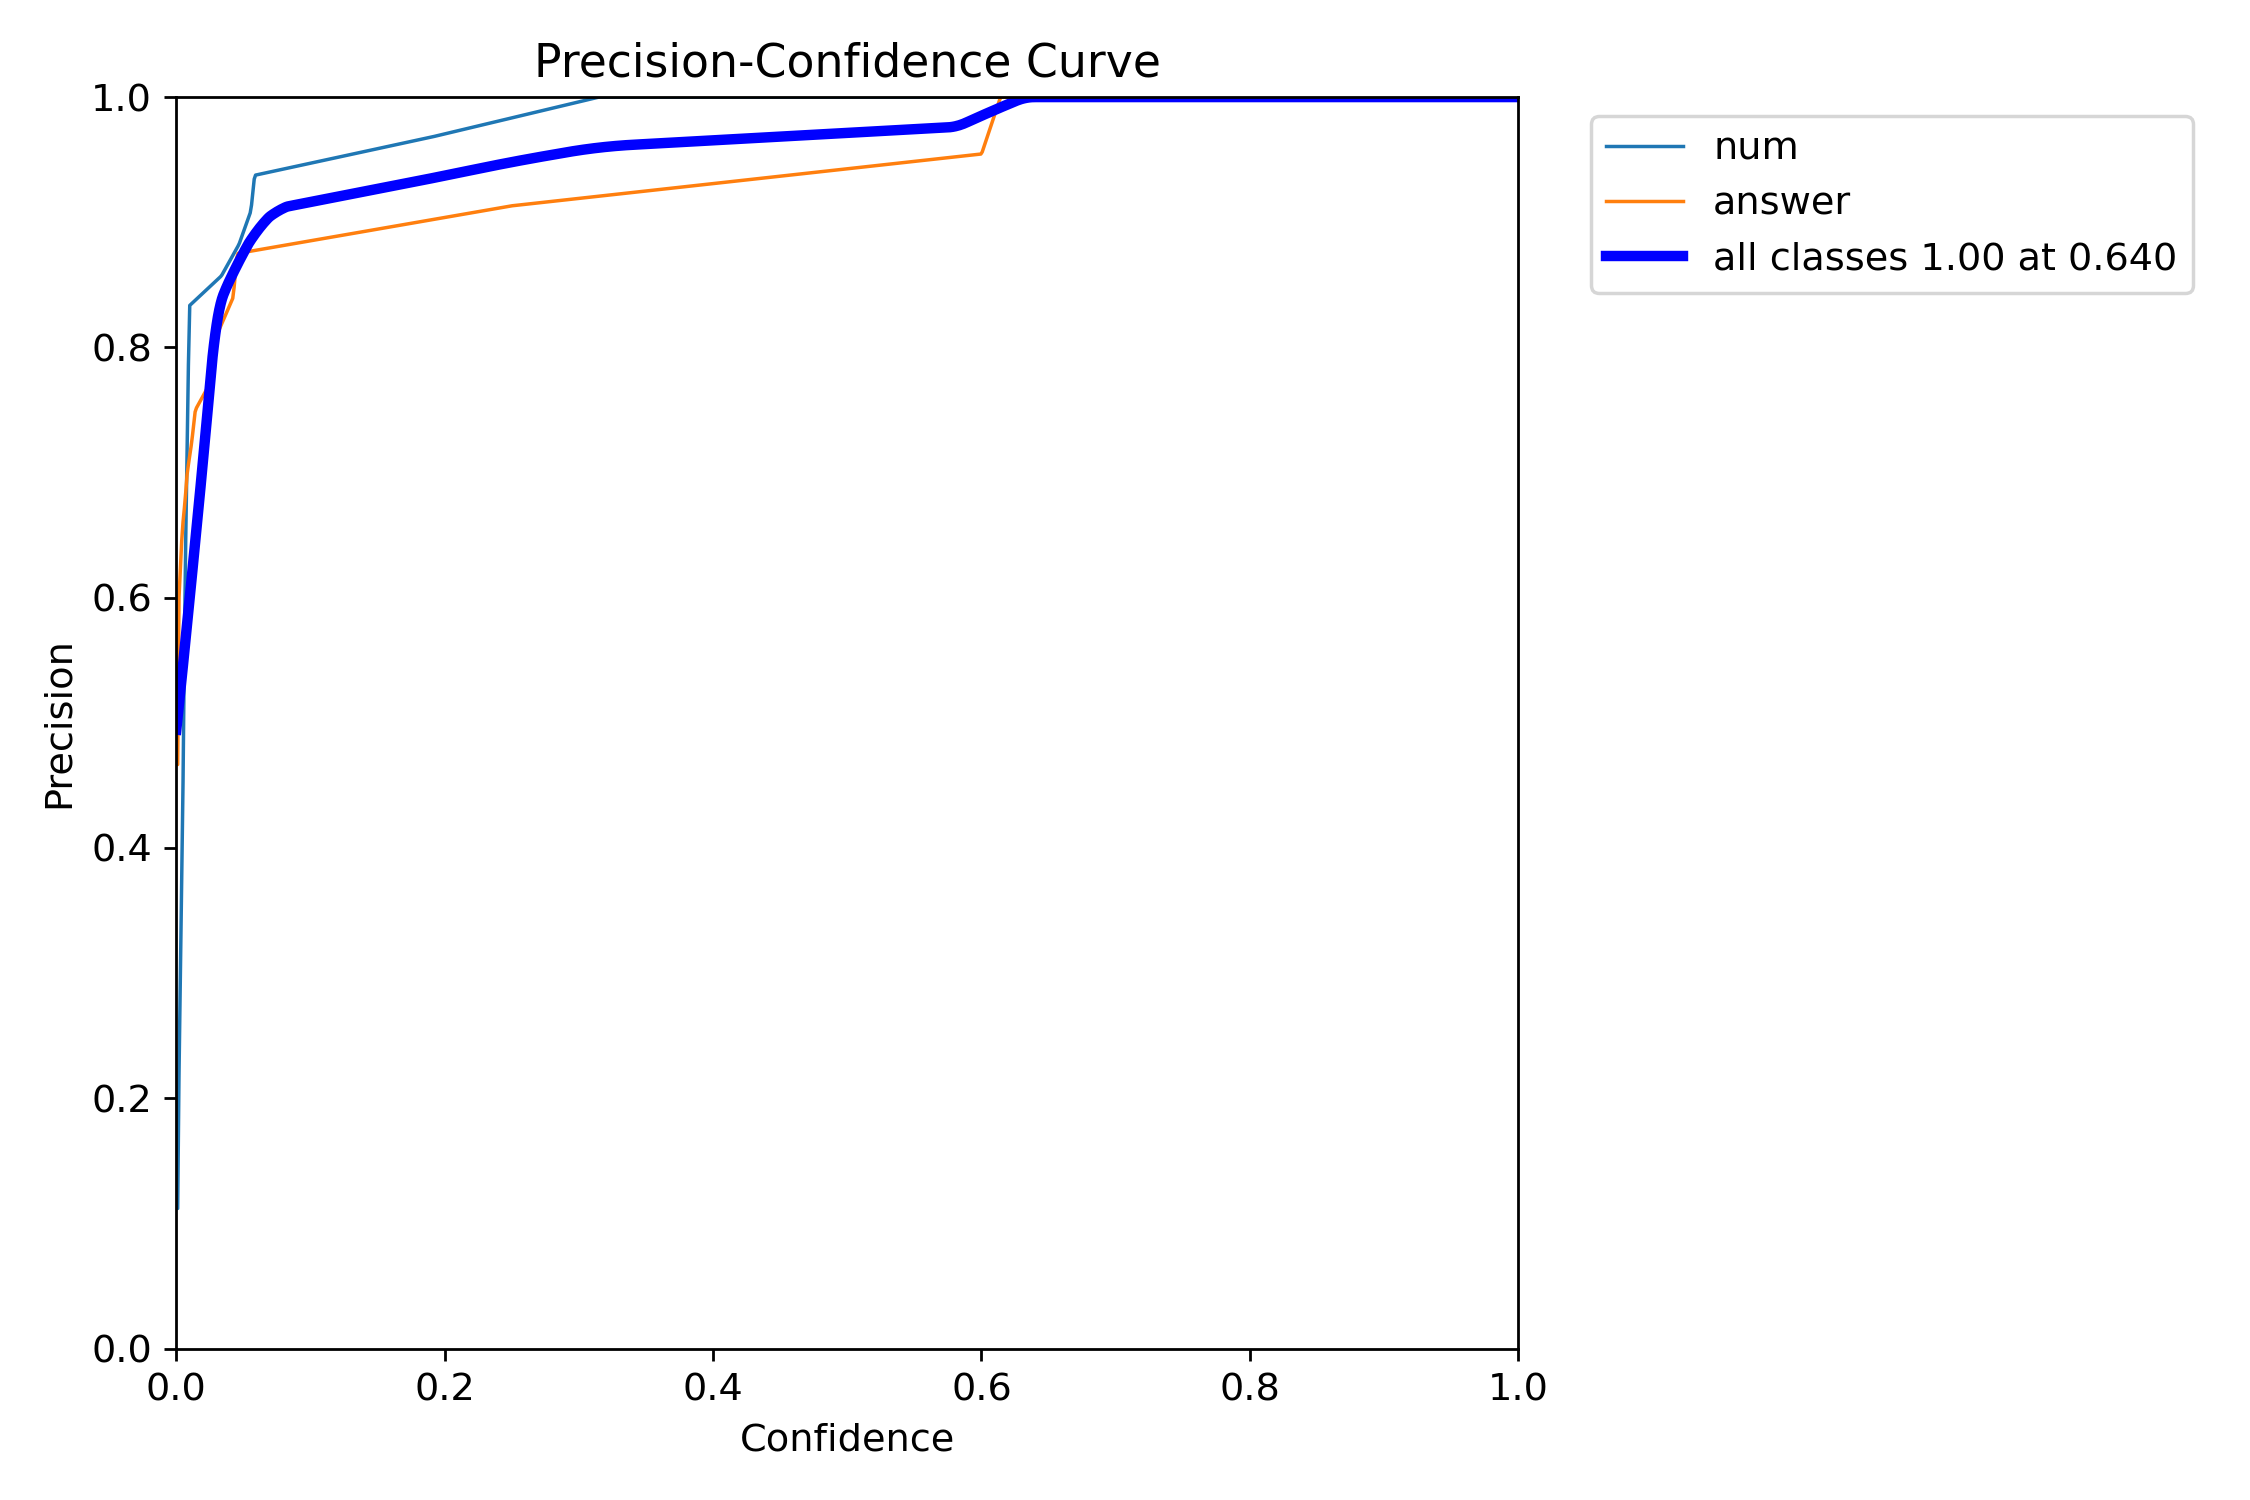 Precision-Confidence Curve
1.0
0.8
0.6
0.4
0.2
0.0
Precision
0.0 0.2 0.4 0.6 0.8 1.0
Confidence
num
answer
all classes 1.00 at 0.640